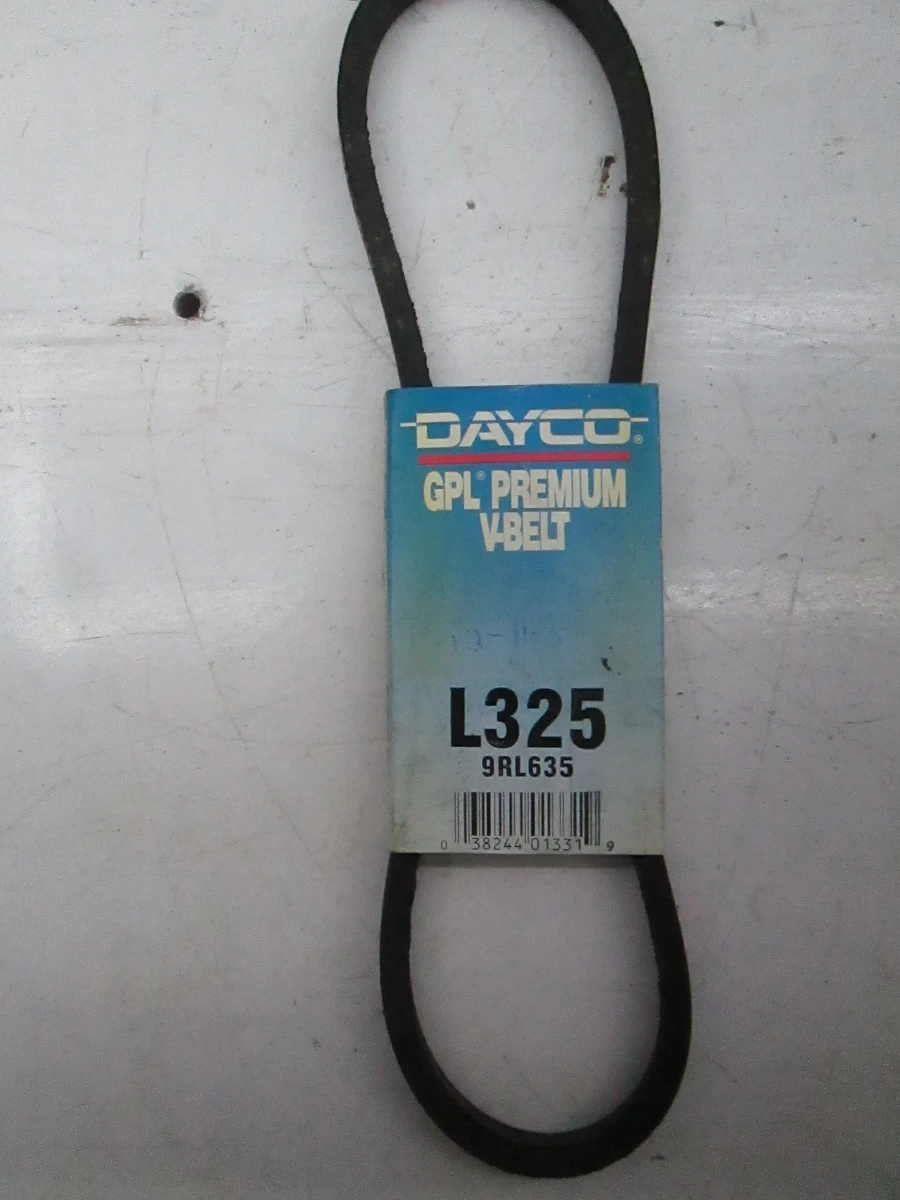 DAYCO®
GPL® PREMIUM
V-BELT
L325
9RL635
0 38244 01331 9